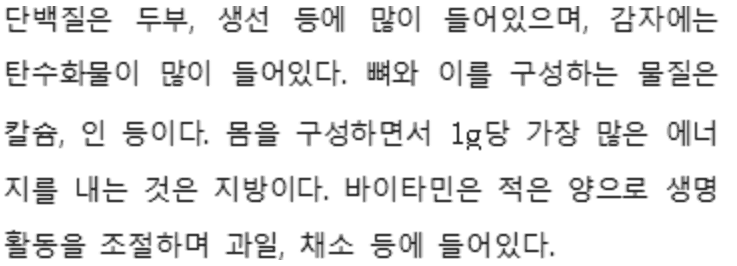 단백질은 두부, 생선 등에 많이 들어있으며, 감자에는
탄수화물이 많이 들어있다. 뼈와 이를 구성하는 물질은
칼슘, 인 등이다. 몸을 구성하면서 1g당 가장 많은 에너
지를 내는 것은 지방이다. 바이타민은 적은 양으로 생명
활동을 조절하며 과일, 채소 등에 들어있다.